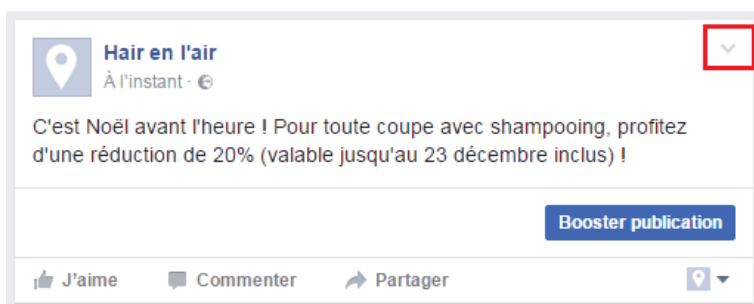 Hair en l'air
À l'instant ·
C'est Noël avant l'heure ! Pour toute coupe avec shampooing, profitez
d'une réduction de 20% (valable jusqu'au 23 décembre inclus) !
Booster publication
J'aime Commenter Partager